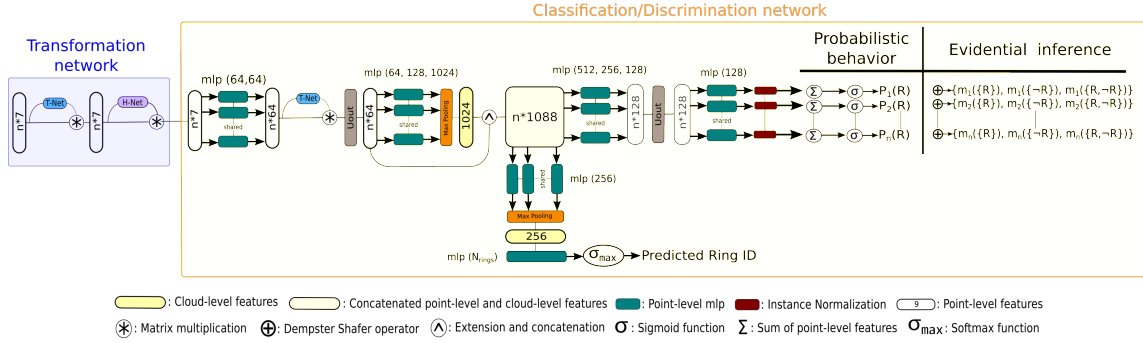 Classification/Discrimination network
Transformation
network
Probabilistic
behavior
Evidential inference
n*7
T-Net
n*7
H-Net
n*7
mlp (64,64)
shared
n*64
T-Net
Uout
n*64
mlp (64, 128, 1024)
shared
Max Pooling
1024
n*1088
mlp (512, 256, 128)
shared
n*128
Uout
n*128
mlp (128)
shared
Σ σ P₁(R)
Σ σ P₂(R)
Σ σ Pₙ(R)
{m₁({R}), m₁({¬R}), m₁({R,¬R})}
{m₂({R}), m₂({¬R}), m₂({R,¬R})}
{mₙ({R}), mₙ({¬R}), mₙ({R,¬R})}
shared
mlp (256)
Max Pooling
256
mlp (Nrings)
σmax
Predicted Ring ID
: Cloud-level features
: Concatenated point-level and cloud-level features
: Point-level mlp
: Instance Normalization
9 : Point-level features
: Matrix multiplication
: Dempster Shafer operator
: Extension and concatenation
σ : Sigmoid function
Σ : Sum of point-level features
σmax : Softmax function